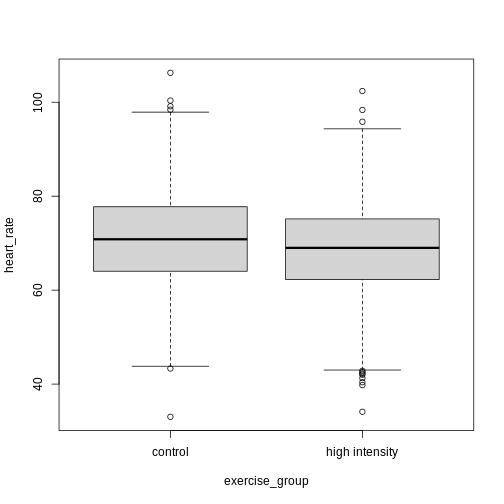 100
80
60
40
heart_rate
control
high intensity
exercise_group